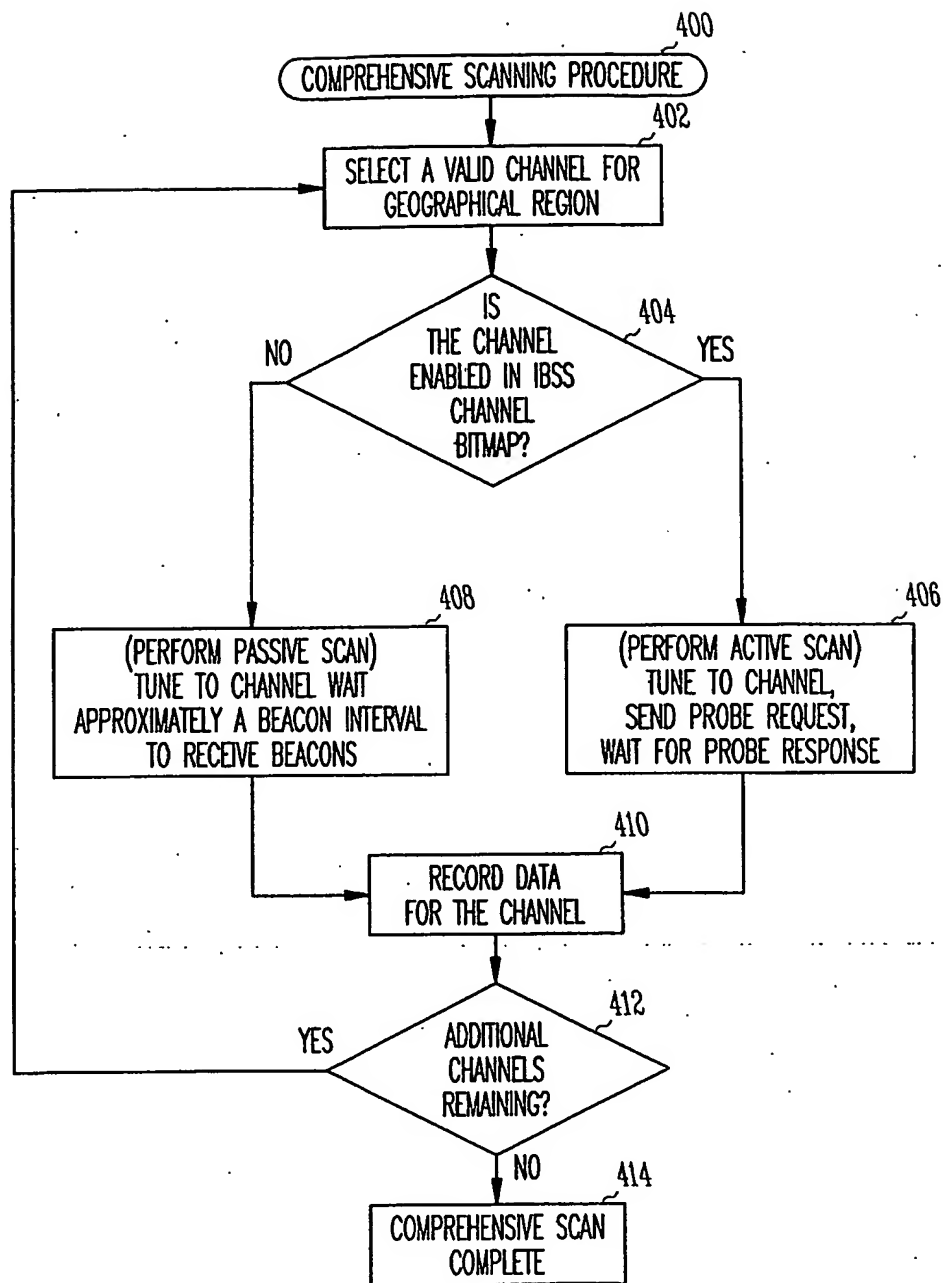 400
COMPREHENSIVE SCANNING PROCEDURE
402
SELECT A VALID CHANNEL FOR
GEOGRAPHICAL REGION
IS
THE CHANNEL
ENABLED IN IBSS
CHANNEL
BITMAP?
404
NO
YES
408
(PERFORM PASSIVE SCAN)
TUNE TO CHANNEL WAIT
APPROXIMATELY A BEACON INTERVAL
TO RECEIVE BEACONS
406
(PERFORM ACTIVE SCAN)
TUNE TO CHANNEL,
SEND PROBE REQUEST,
WAIT FOR PROBE RESPONSE
410
RECORD DATA
FOR THE CHANNEL
412
YES
ADDITIONAL
CHANNELS
REMAINING?
NO
414
COMPREHENSIVE SCAN
COMPLETE